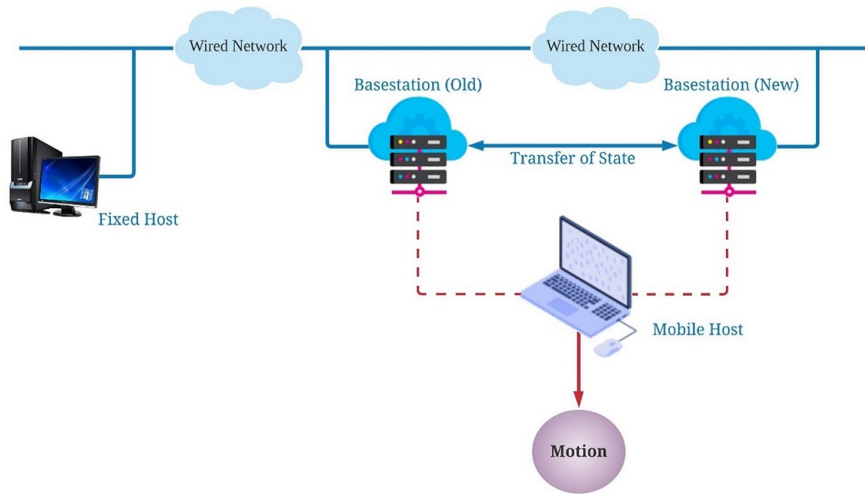 Wired Network
Wired Network
Basestation (Old)
Basestation (New)
Transfer of State
Fixed Host
Mobile Host
Motion